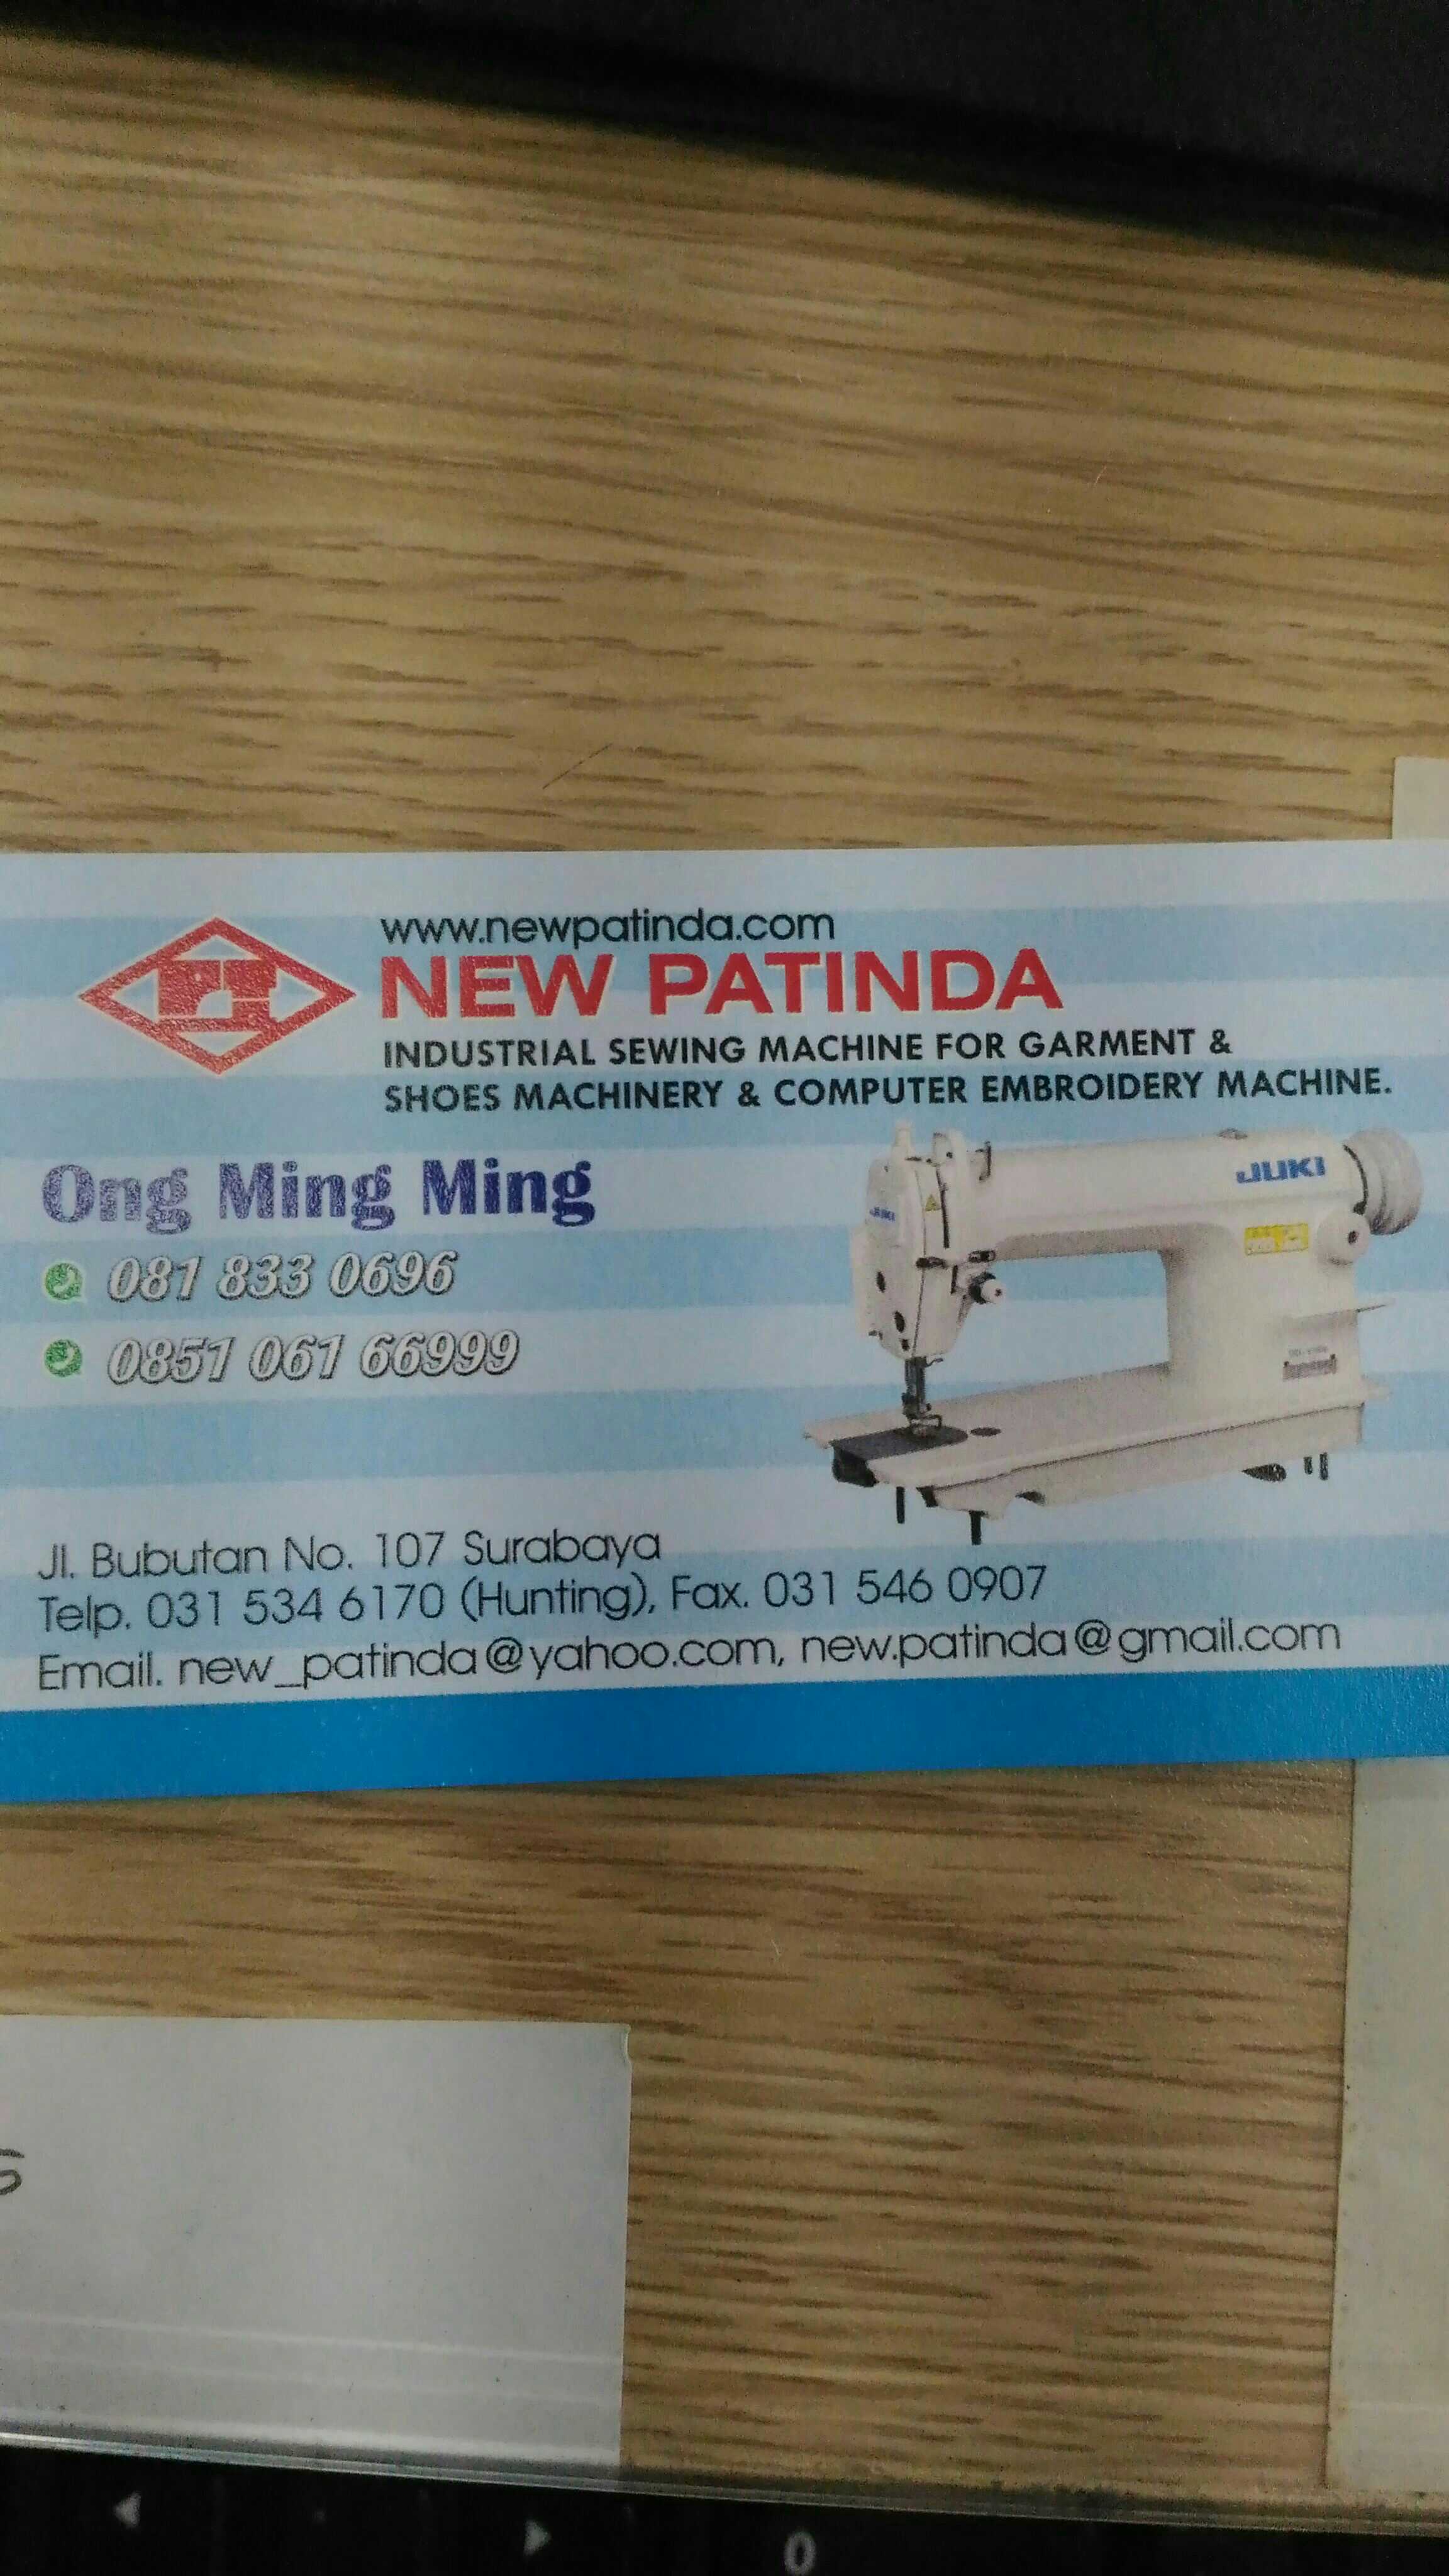 www.newpatinda.com
NEW PATINDA
INDUSTRIAL SEWING MACHINE FOR GARMENT &
SHOES MACHINERY & COMPUTER EMBROIDERY MACHINE.
Ong Ming Ming
081 833 0696
0851 061 66999
JUKI
JUKI
Jl. Bubutan No. 107 Surabaya
Telp. 031 534 6170 (Hunting), Fax. 031 546 0907
Email. new_patinda@yahoo.com, new.patinda@gmail.com
0